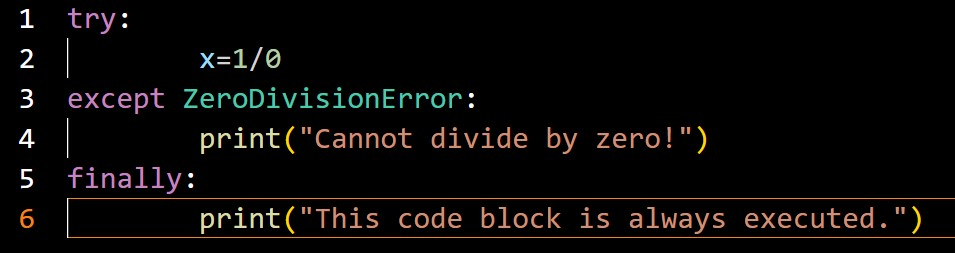 1 try:
2         x=1/0
3 except ZeroDivisionError:
4         print("Cannot divide by zero!")
5 finally:
6         print("This code block is always executed.")